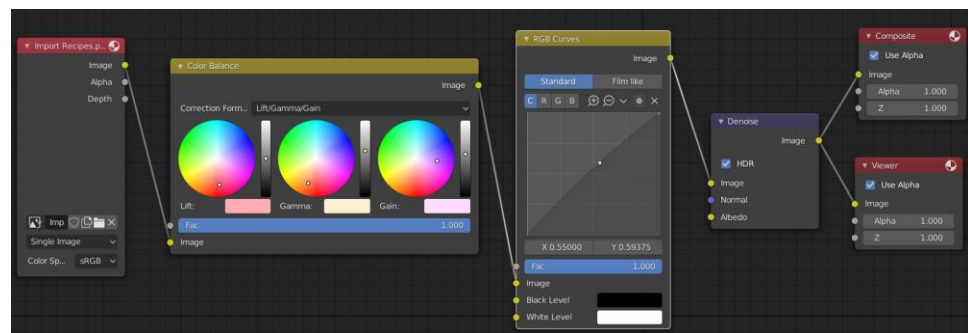 Import Recipes.p..
Image
Alpha
Depth
Imp
Single Image
Color Sp...
sRGB
Color Balance
Image
Correction Form...
Lift/Gamma/Gain
Lift:
Gamma:
Gain:
Fac
1.000
Image
RGB Curves
Image
Standard
Film like
C R G B
X 0.55000
Y 0.59375
Fac
1.000
Image
Black Level
White Level
Denoise
Image
HDR
Image
Normal
Albedo
Composite
Use Alpha
Image
Alpha 1.000
Z 1.000
Viewer
Use Alpha
Image
Alpha 1.000
Z 1.000